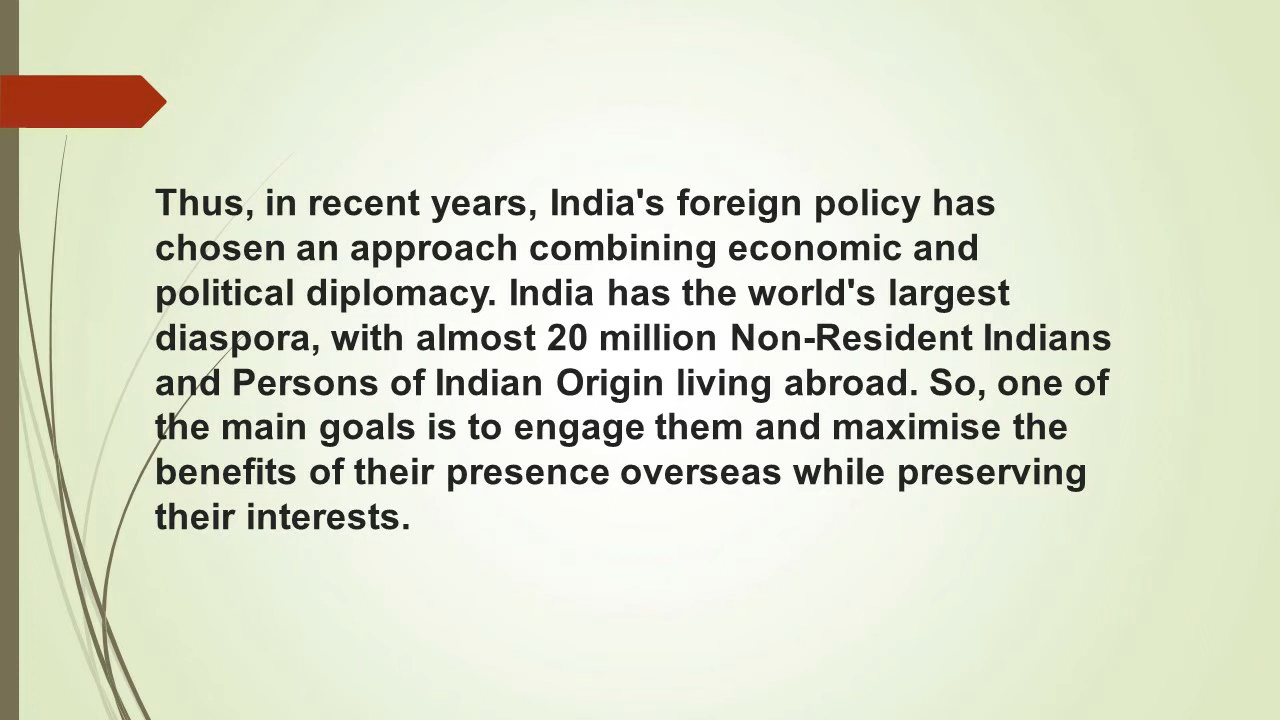 Thus, in recent years, India's foreign policy has
chosen an approach combining economic and
political diplomacy. India has the world's largest
diaspora, with almost 20 million Non-Resident Indians
and Persons of Indian Origin living abroad. So, one of
the main goals is to engage them and maximise the
benefits of their presence overseas while preserving
their interests.